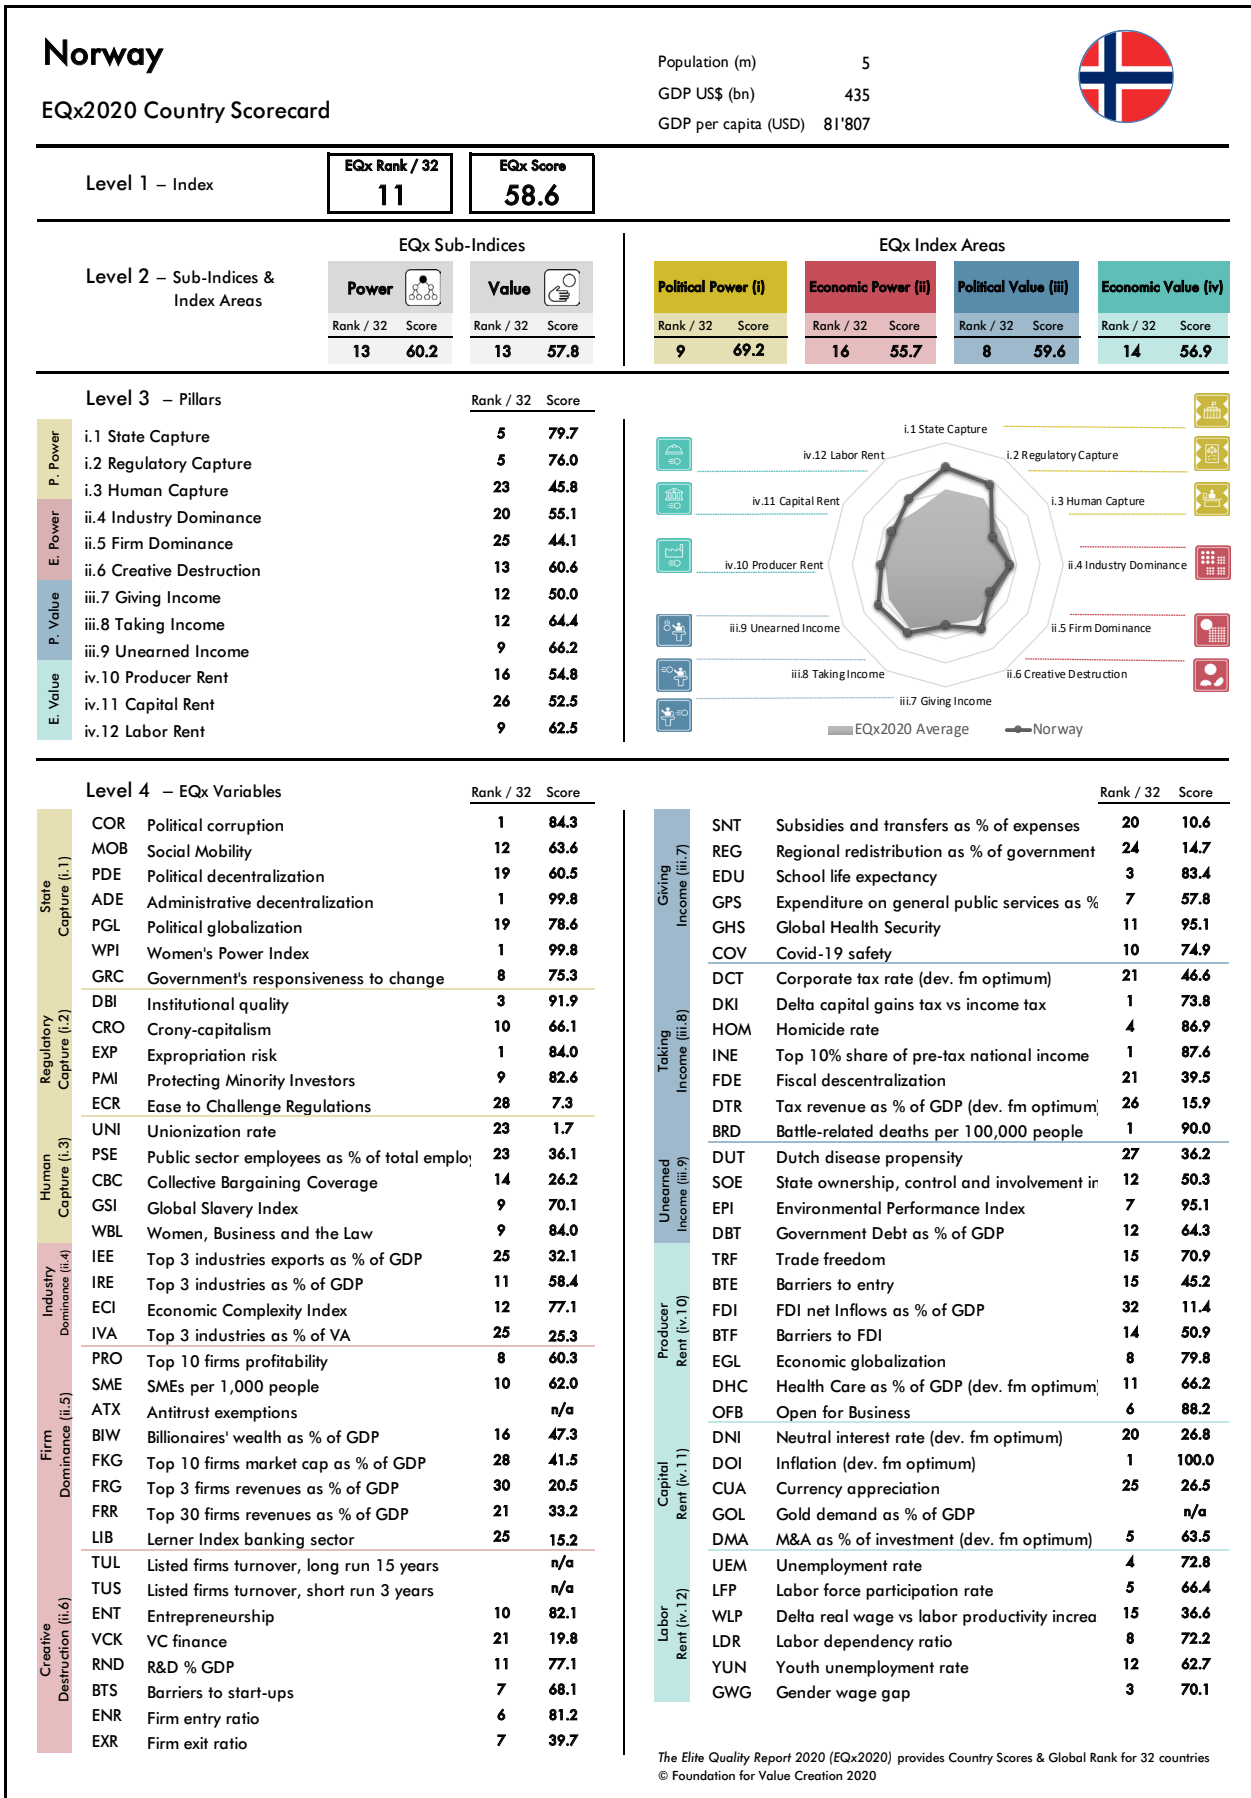 Norway
EQx2020 Country Scorecard
Population (m) 5
GDP US$ (bn) 435
GDP per capita (USD) 81'807
Level 1 – Index
EQx Rank / 32
11
EQx Score
58.6
Level 2 – Sub-Indices &
Index Areas
EQx Sub-Indices
Power Value
Rank / 32 Score Rank / 32 Score
13 60.2 13 57.8
EQx Index Areas
Political Power (i) Economic Power (ii) Political Value (iii) Economic Value (iv)
Rank / 32 Score Rank / 32 Score Rank / 32 Score Rank / 32 Score
9 69.2 16 55.7 8 59.6 14 56.9
Level 3 – Pillars Rank / 32 Score
P. Power
i.1 State Capture 5 79.7
i.2 Regulatory Capture 5 76.0
i.3 Human Capture 23 45.8
E. Power
ii.4 Industry Dominance 20 55.1
ii.5 Firm Dominance 25 44.1
ii.6 Creative Destruction 13 60.6
P. Value
iii.7 Giving Income 12 50.0
iii.8 Taking Income 12 64.4
iii.9 Unearned Income 9 66.2
E. Value
iv.10 Producer Rent 16 54.8
iv.11 Capital Rent 26 52.5
iv.12 Labor Rent 9 62.5
i.1 State Capture
i.2 Regulatory Capture
i.3 Human Capture
ii.4 Industry Dominance
ii.5 Firm Dominance
ii.6 Creative Destruction
iii.7 Giving Income
iii.8 Taking Income
iii.9 Unearned Income
iv.10 Producer Rent
iv.11 Capital Rent
iv.12 Labor Rent
EQx2020 Average Norway
Level 4 – EQx Variables Rank / 32 Score
State
Capture (i.1)
COR Political corruption 1 84.3
MOB Social Mobility 12 63.6
PDE Political decentralization 19 60.5
ADE Administrative decentralization 1 99.8
PGL Political globalization 19 78.6
WPI Women's Power Index 1 99.8
GRC Government's responsiveness to change 8 75.3
Regulatory
Capture (i.2)
DBI Institutional quality 3 91.9
CRO Crony-capitalism 10 66.1
EXP Expropriation risk 1 84.0
PMI Protecting Minority Investors 9 82.6
ECR Ease to Challenge Regulations 28 7.3
Human
Capture (i.3)
UNI Unionization rate 23 1.7
PSE Public sector employees as % of total employ 23 36.1
CBC Collective Bargaining Coverage 14 26.2
GSI Global Slavery Index 9 70.1
WBL Women, Business and the Law 9 84.0
Industry
Dominance (ii.4)
IEE Top 3 industries exports as % of GDP 25 32.1
IRE Top 3 industries as % of GDP 11 58.4
ECI Economic Complexity Index 12 77.1
IVA Top 3 industries as % of VA 25 25.3
Firm
Dominance (ii.5)
PRO Top 10 firms profitability 8 60.3
SME SMEs per 1,000 people 10 62.0
ATX Antitrust exemptions n/a
BIW Billionaires' wealth as % of GDP 16 47.3
FKG Top 10 firms market cap as % of GDP 28 41.5
FRG Top 3 firms revenues as % of GDP 30 20.5
FRR Top 30 firms revenues as % of GDP 21 33.2
LIB Lerner Index banking sector 25 15.2
Creative
Destruction (ii.6)
TUL Listed firms turnover, long run 15 years n/a
TUS Listed firms turnover, short run 3 years n/a
ENT Entrepreneurship 10 82.1
VCK VC finance 21 19.8
RND R&D % GDP 11 77.1
BTS Barriers to start-ups 7 68.1
ENR Firm entry ratio 6 81.2
EXR Firm exit ratio 7 39.7
Rank / 32 Score
Giving
Income (iii.7)
SNT Subsidies and transfers as % of expenses 20 10.6
REG Regional redistribution as % of government 24 14.7
EDU School life expectancy 3 83.4
GPS Expenditure on general public services as % 7 57.8
GHS Global Health Security 11 95.1
COV Covid-19 safety 10 74.9
Taking
Income (iii.8)
DCT Corporate tax rate (dev. fm optimum) 21 46.6
DKI Delta capital gains tax vs income tax 1 73.8
HOM Homicide rate 4 86.9
INE Top 10% share of pre-tax national income 1 87.6
FDE Fiscal descentralization 21 39.5
DTR Tax revenue as % of GDP (dev. fm optimum) 26 15.9
BRD Battle-related deaths per 100,000 people 1 90.0
Unearned
Income (iii.9)
DUT Dutch disease propensity 27 36.2
SOE State ownership, control and involvement in 12 50.3
EPI Environmental Performance Index 7 95.1
DBT Government Debt as % of GDP 12 64.3
Producer
Rent (iv.10)
TRF Trade freedom 15 70.9
BTE Barriers to entry 15 45.2
FDI FDI net Inflows as % of GDP 32 11.4
BTF Barriers to FDI 14 50.9
EGL Economic globalization 8 79.8
DHC Health Care as % of GDP (dev. fm optimum) 11 66.2
OFB Open for Business 6 88.2
Capital
Rent (iv.11)
DNI Neutral interest rate (dev. fm optimum) 20 26.8
DOI Inflation (dev. fm optimum) 1 100.0
CUA Currency appreciation 25 26.5
GOL Gold demand as % of GDP n/a
DMA M&A as % of investment (dev. fm optimum) 5 63.5
Labor
Rent (iv.12)
UEM Unemployment rate 4 72.8
LFP Labor force participation rate 5 66.4
WLP Delta real wage vs labor productivity increa 15 36.6
LDR Labor dependency ratio 8 72.2
YUN Youth unemployment rate 12 62.7
GWG Gender wage gap 3 70.1
The Elite Quality Report 2020 (EQx2020) provides Country Scores & Global Rank for 32 countries
© Foundation for Value Creation 2020